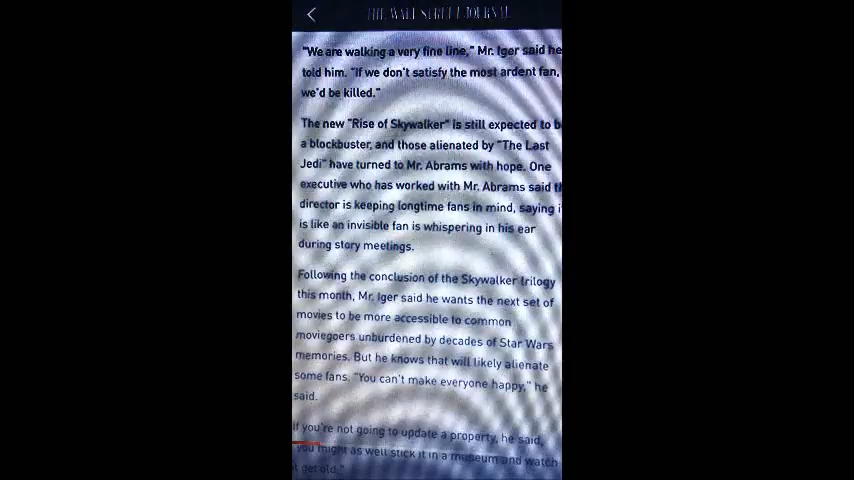 THE WALL STREET JOURNAL
"We are walking a very fine line," Mr. Iger said he
told him. "If we don't satisfy the most ardent fan,
we'd be killed."
The new "Rise of Skywalker" is still expected to b
a blockbuster, and those alienated by "The Last
Jedi" have turned to Mr. Abrams with hope. One
executive who has worked with Mr. Abrams said th
director is keeping longtime fans in mind, saying i
is like an invisible fan is whispering in his ear
during story meetings.
Following the conclusion of the Skywalker trilogy
this month, Mr. Iger said he wants the next set of
movies to be more accessible to common
moviegoers unburdened by decades of Star Wars
memories. But he knows that will likely alienate
some fans. "You can't make everyone happy," he
said.
If you're not going to update a property, he said,
"you might as well stick it in a museum and watch
it get old."